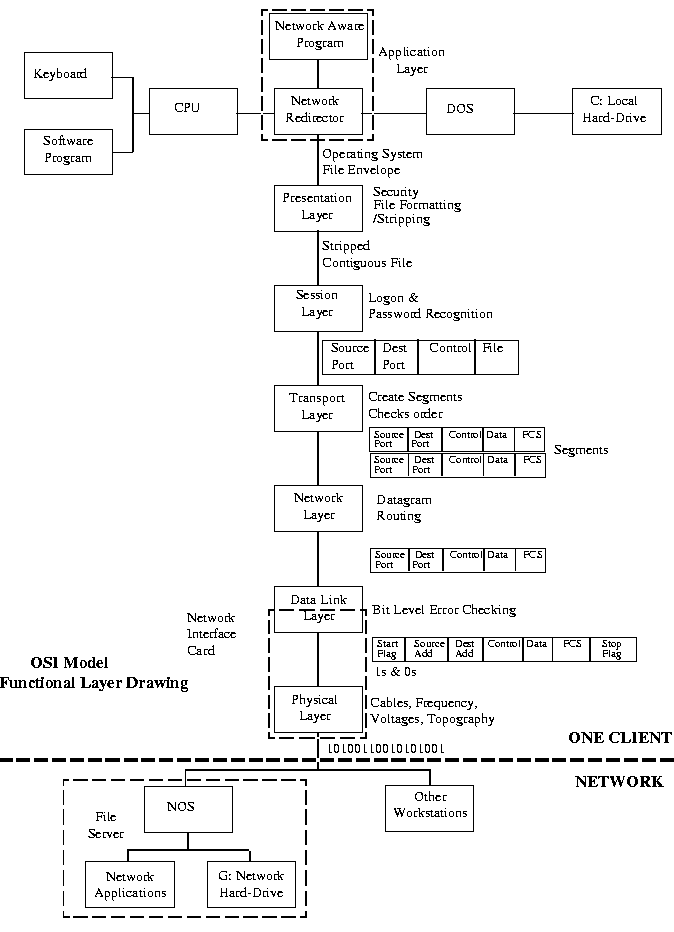 Network Aware
Program
Application
Layer
Keyboard
CPU
Network
Redirector
DOS
C: Local
Hard-Drive
Software
Program
Operating System
File Envelope
Presentation
Layer
Security
File Formatting
/Stripping
Stripped
Contiguous File
Session
Layer
Logon &
Password Recognition
Source Port
Dest Port
Control
File
Transport
Layer
Create Segments
Checks order
Source Port
Dest Port
Control
Data
FCS
Source Port
Dest Port
Control
Data
FCS
Segments
Network
Layer
Datagram
Routing
Source Port
Dest Port
Control
Data
FCS
Data Link
Layer
Bit Level Error Checking
Network
Interface
Card
Start Flag
Source Add
Dest Add
Control
Data
FCS
Stop Flag
1s & 0s
OSI Model
Functional Layer Drawing
Physical
Layer
Cables, Frequency,
Voltages, Topography
10100110010101001
ONE CLIENT
NETWORK
File
Server
NOS
Other
Workstations
Network
Applications
G: Network
Hard-Drive